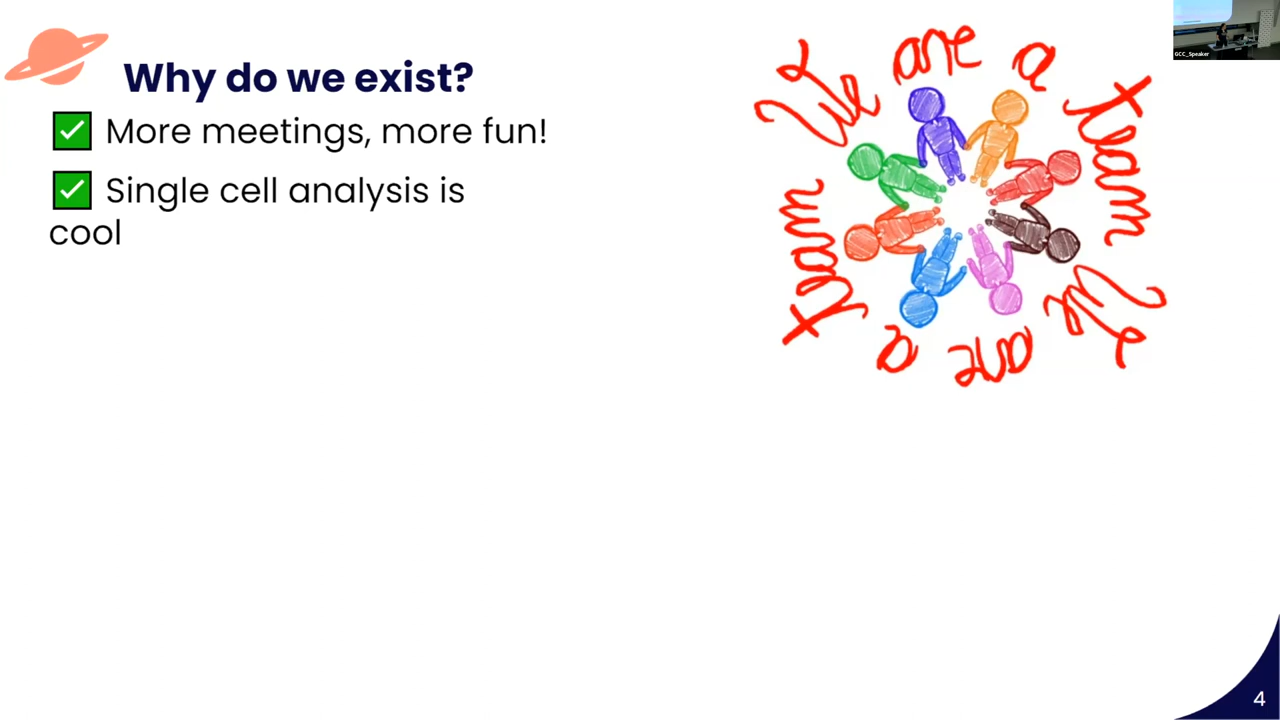 Why do we exist?
✅ More meetings, more fun!
✅ Single cell analysis is
cool
We are a team We are a team
GCC_Speaker
4